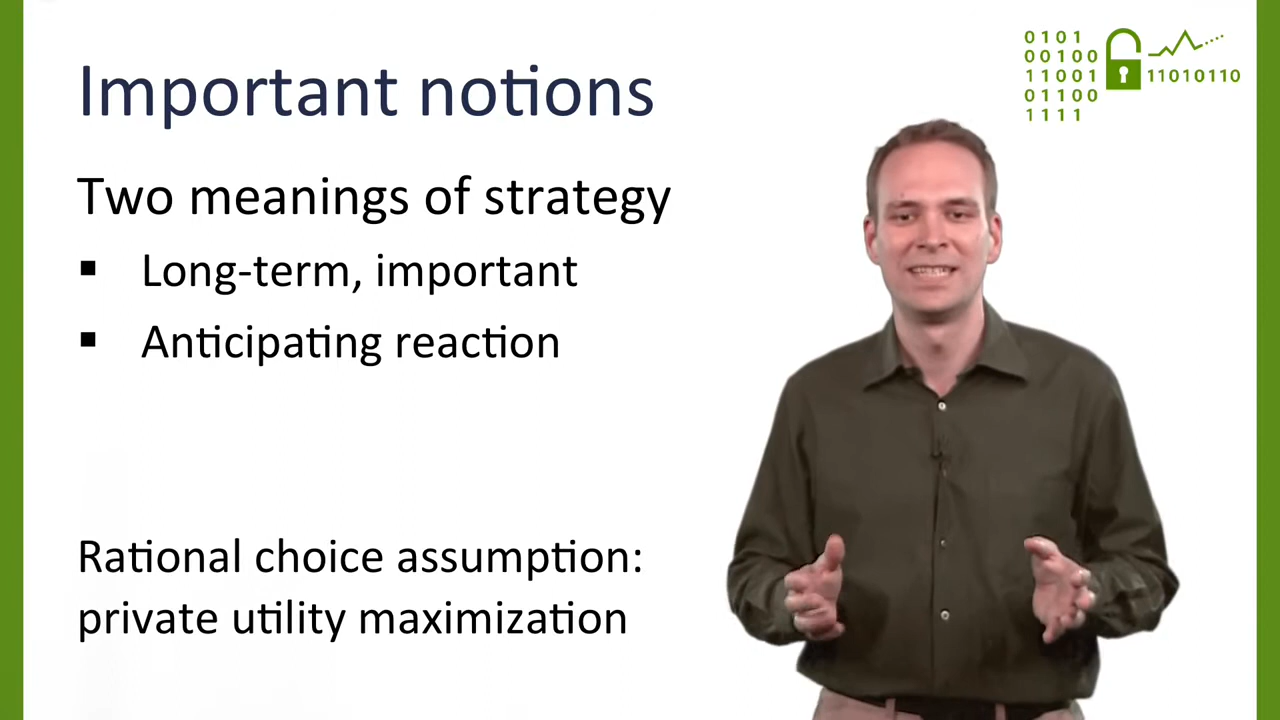 Important notions
Two meanings of strategy
▪ Long-term, important
▪ Anticipating reaction
Rational choice assumption:
private utility maximization
0101
00100
11001
01100
1111
11010110